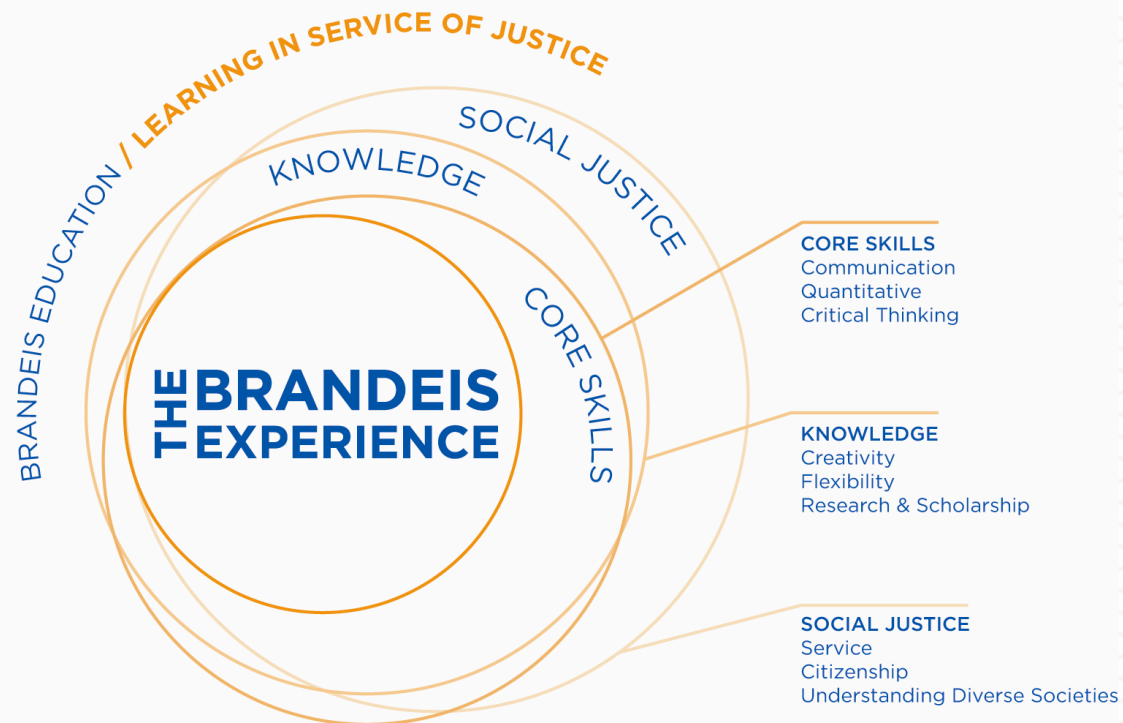 BRANDEIS EDUCATION / LEARNING IN SERVICE OF JUSTICE
SOCIAL JUSTICE
KNOWLEDGE
CORE SKILLS
THE BRANDEIS
EXPERIENCE
CORE SKILLS
Communication
Quantitative
Critical Thinking
KNOWLEDGE
Creativity
Flexibility
Research & Scholarship
SOCIAL JUSTICE
Service
Citizenship
Understanding Diverse Societies